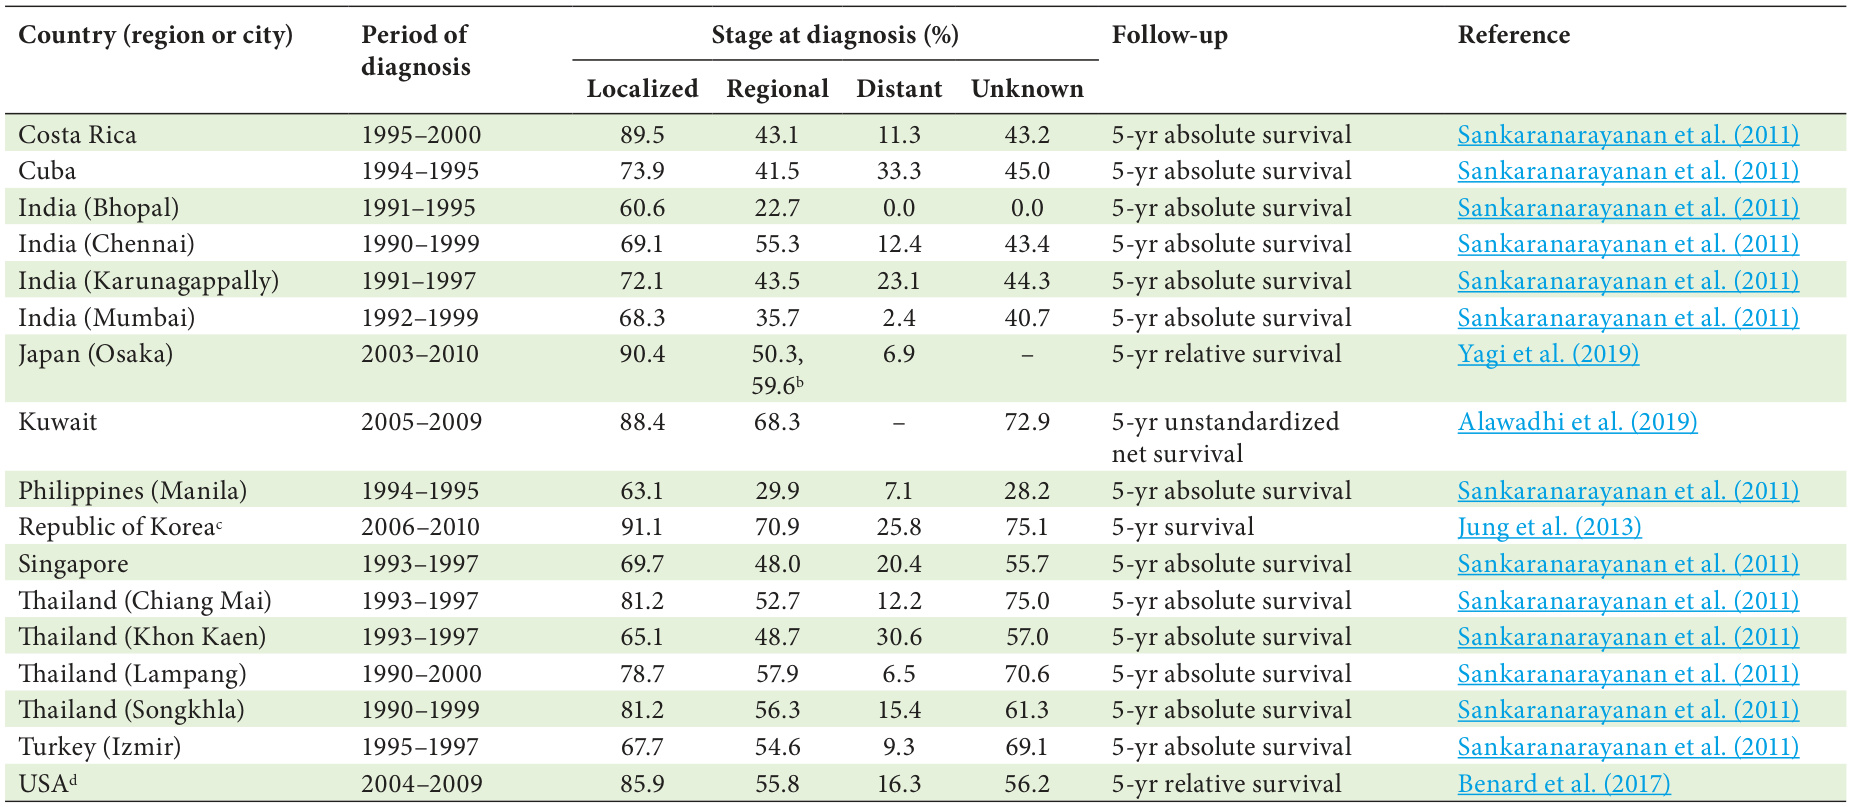 Country (region or city) Period of diagnosis Stage at diagnosis (%) Follow-up Reference
Localized Regional Distant Unknown
Costa Rica 1995–2000 89.5 43.1 11.3 43.2 5-yr absolute survival Sankaranarayanan et al. (2011)
Cuba 1994–1995 73.9 41.5 33.3 45.0 5-yr absolute survival Sankaranarayanan et al. (2011)
India (Bhopal) 1991–1995 60.6 22.7 0.0 0.0 5-yr absolute survival Sankaranarayanan et al. (2011)
India (Chennai) 1990–1999 69.1 55.3 12.4 43.4 5-yr absolute survival Sankaranarayanan et al. (2011)
India (Karunagappally) 1991–1997 72.1 43.5 23.1 44.3 5-yr absolute survival Sankaranarayanan et al. (2011)
India (Mumbai) 1992–1999 68.3 35.7 2.4 40.7 5-yr absolute survival Sankaranarayanan et al. (2011)
Japan (Osaka) 2003–2010 90.4 50.3, 59.6ᵇ 6.9 – 5-yr relative survival Yagi et al. (2019)
Kuwait 2005–2009 88.4 68.3 – 72.9 5-yr unstandardized net survival Alawadhi et al. (2019)
Philippines (Manila) 1994–1995 63.1 29.9 7.1 28.2 5-yr absolute survival Sankaranarayanan et al. (2011)
Republic of Koreaᶜ 2006–2010 91.1 70.9 25.8 75.1 5-yr survival Jung et al. (2013)
Singapore 1993–1997 69.7 48.0 20.4 55.7 5-yr absolute survival Sankaranarayanan et al. (2011)
Thailand (Chiang Mai) 1993–1997 81.2 52.7 12.2 75.0 5-yr absolute survival Sankaranarayanan et al. (2011)
Thailand (Khon Kaen) 1993–1997 65.1 48.7 30.6 57.0 5-yr absolute survival Sankaranarayanan et al. (2011)
Thailand (Lampang) 1990–2000 78.7 57.9 6.5 70.6 5-yr absolute survival Sankaranarayanan et al. (2011)
Thailand (Songkhla) 1990–1999 81.2 56.3 15.4 61.3 5-yr absolute survival Sankaranarayanan et al. (2011)
Turkey (Izmir) 1995–1997 67.7 54.6 9.3 69.1 5-yr absolute survival Sankaranarayanan et al. (2011)
USAᵈ 2004–2009 85.9 55.8 16.3 56.2 5-yr relative survival Benard et al. (2017)